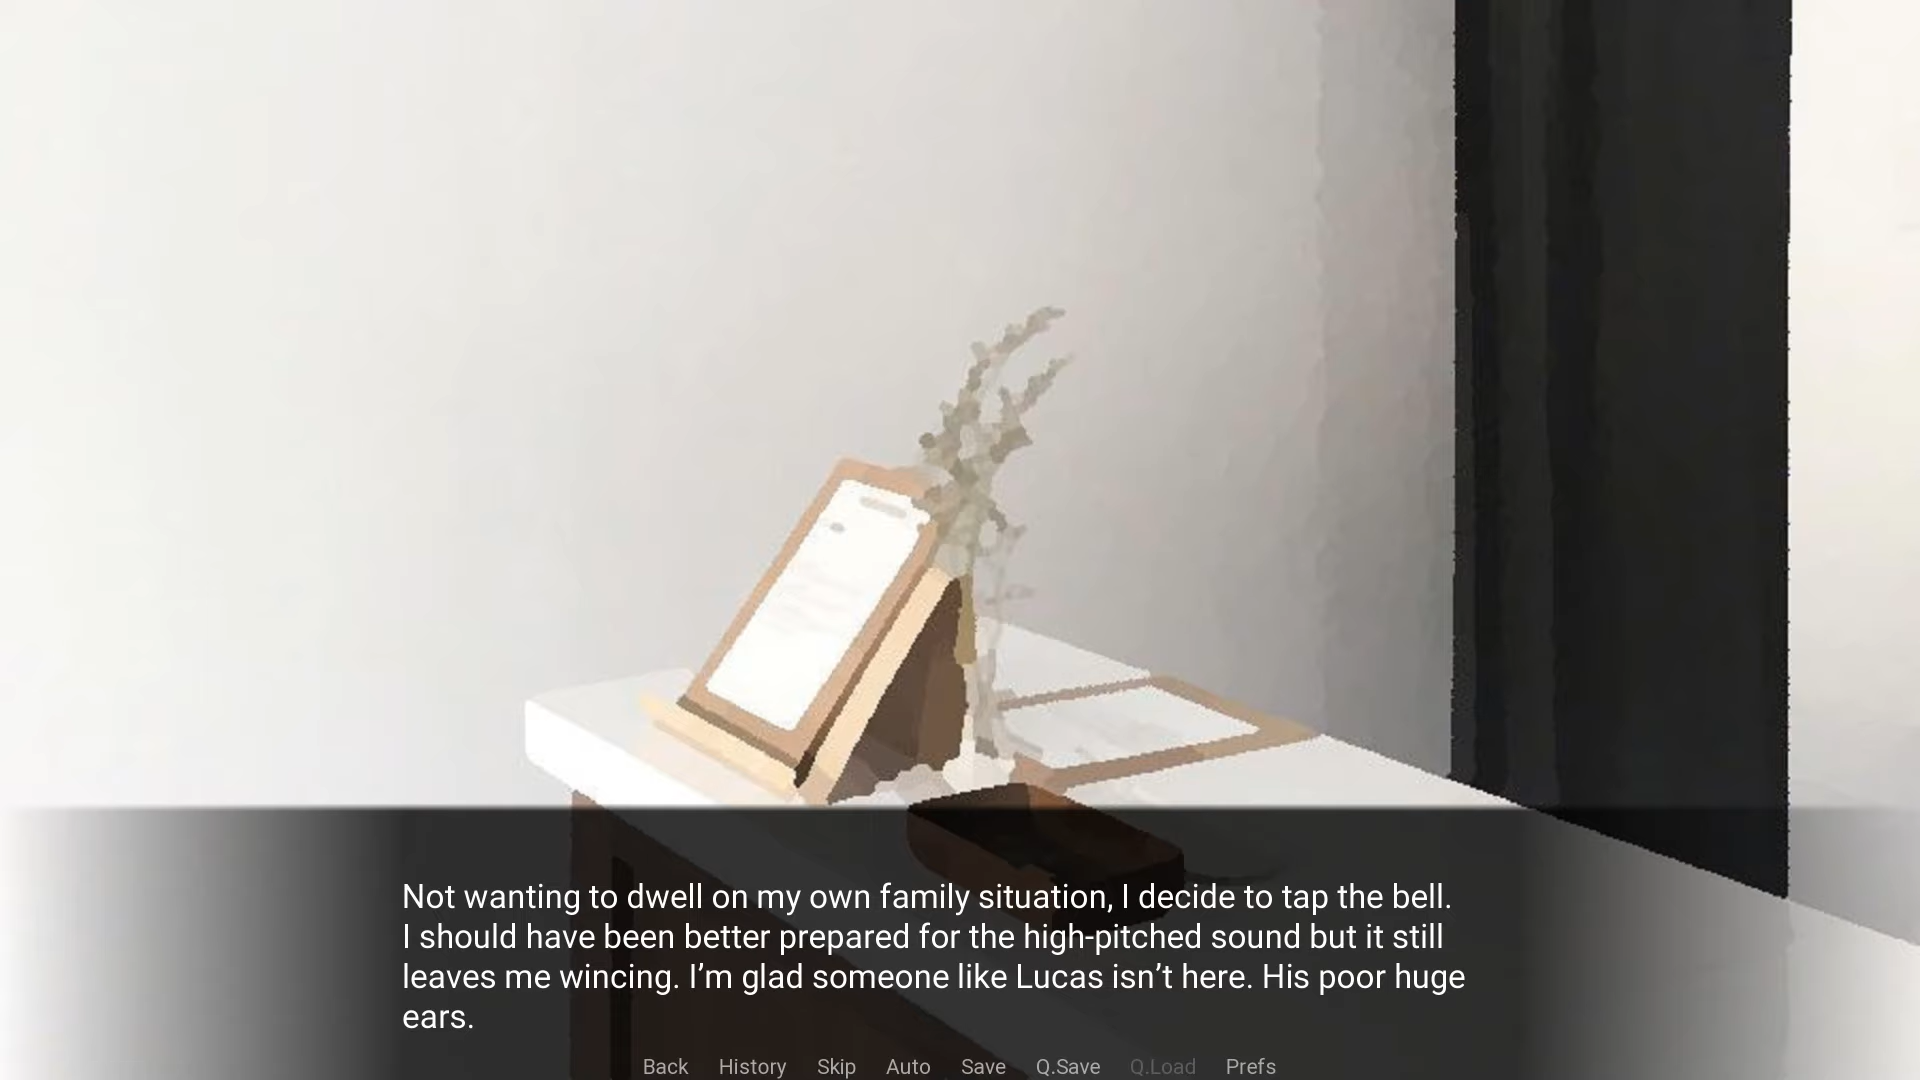 Not wanting to dwell on my own family situation, I decide to tap the bell.
I should have been better prepared for the high-pitched sound but it still
leaves me wincing. I’m glad someone like Lucas isn’t here. His poor huge
ears.
Back History Skip Auto Save Q.Save Q.Load Prefs